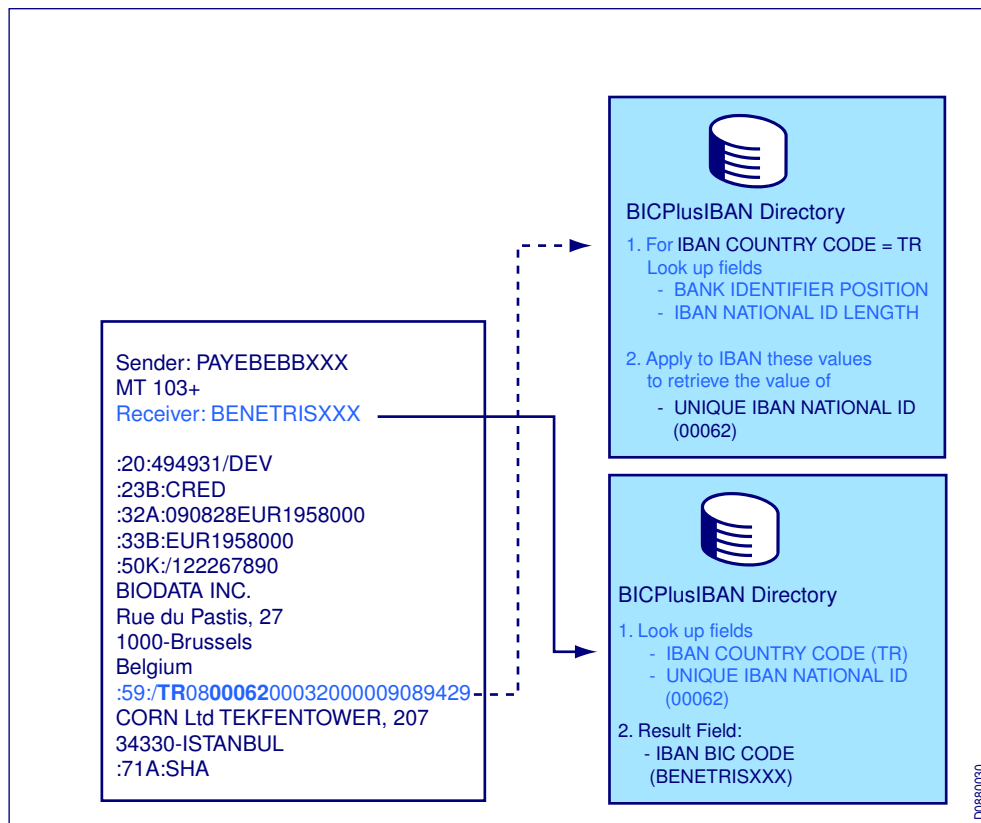 Sender: PAYEBEBBXXX
MT 103+
Receiver: BENETRISXXX
:20:494931/DEV
:23B:CRED
:32A:090828EUR1958000
:33B:EUR1958000
:50K:/122267890
BIODATA INC.
Rue du Pastis, 27
1000-Brussels
Belgium
:59:/TR080006200032000009089429
CORN Ltd TEKFENTOWER, 207
34330-ISTANBUL
:71A:SHA
BICPlusIBAN Directory
1. For IBAN COUNTRY CODE = TR
Look up fields
- BANK IDENTIFIER POSITION
- IBAN NATIONAL ID LENGTH
2. Apply to IBAN these values
to retrieve the value of
- UNIQUE IBAN NATIONAL ID
(00062)
BICPlusIBAN Directory
1. Look up fields
- IBAN COUNTRY CODE (TR)
- UNIQUE IBAN NATIONAL ID
(00062)
2. Result Field:
- IBAN BIC CODE
(BENETRISXXX)
D0880030